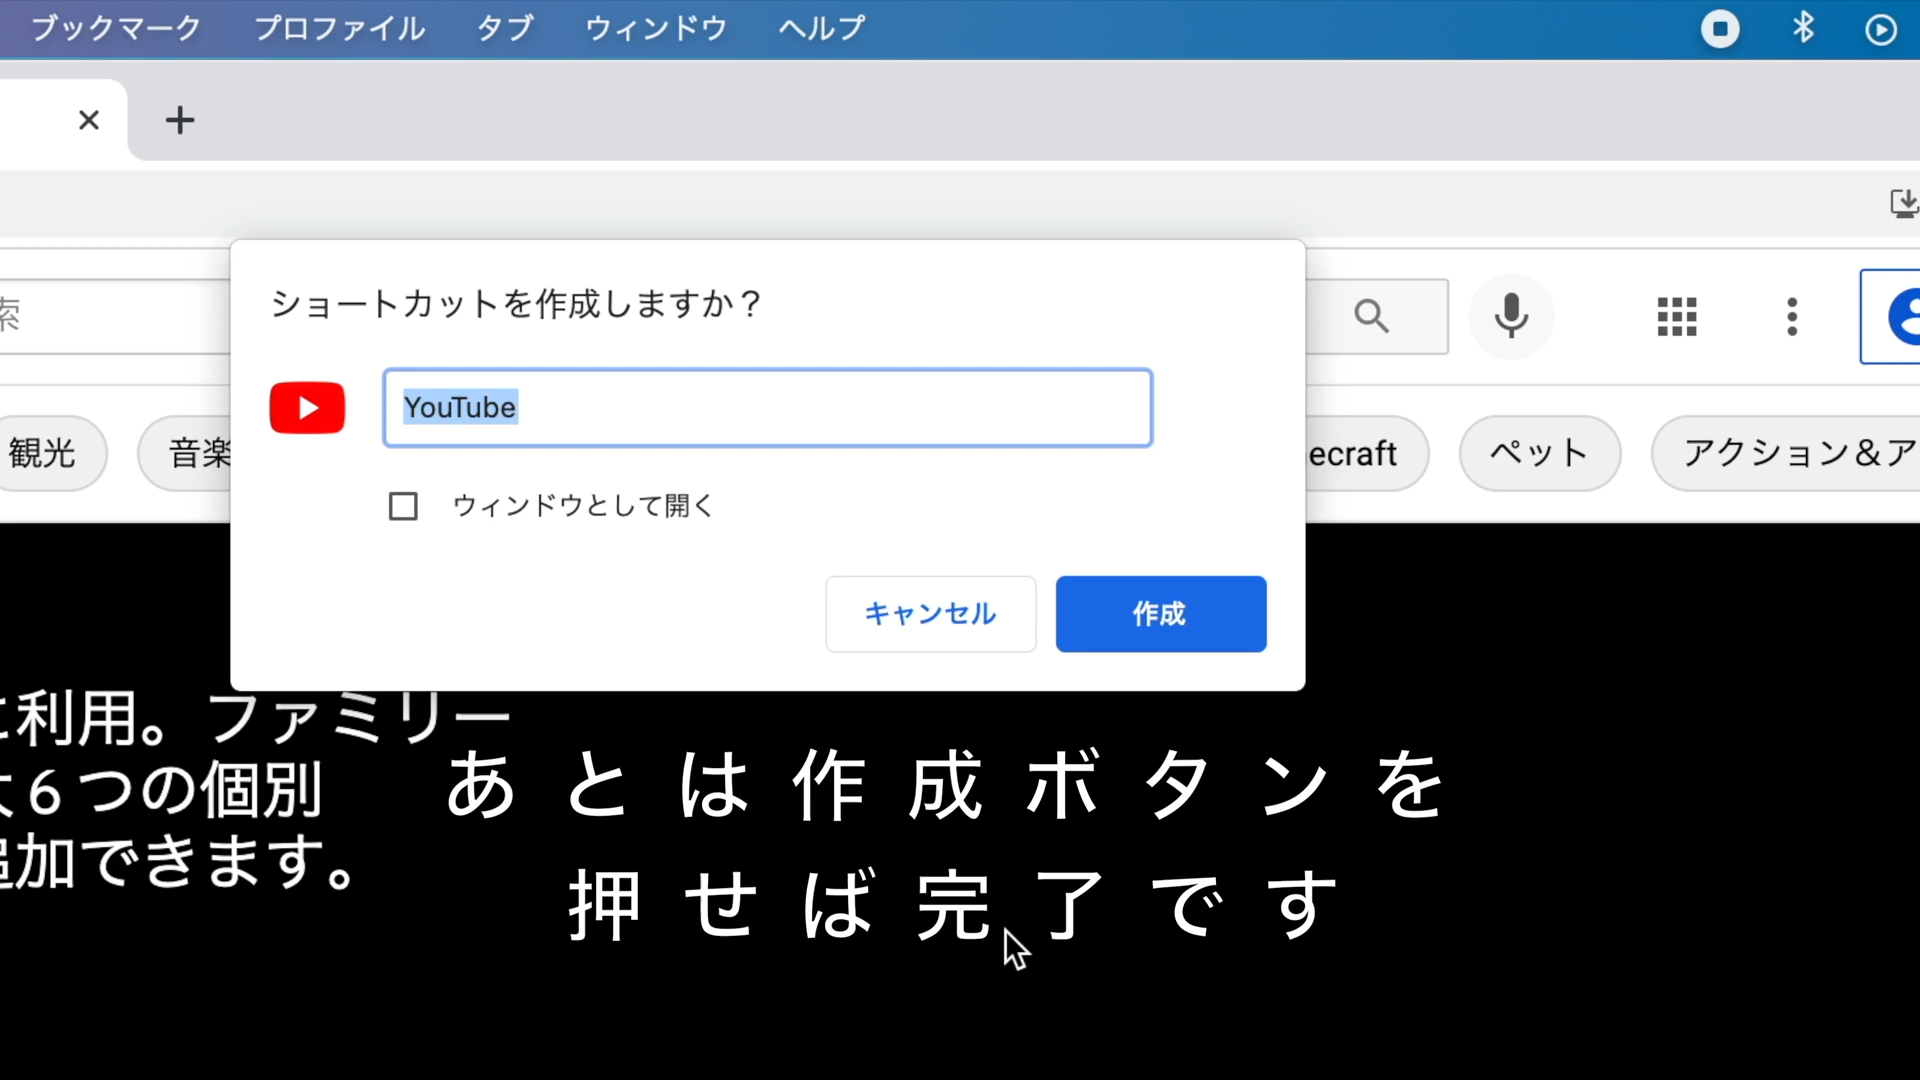 ブックマーク プロファイル タブ ウィンドウ ヘルプ
索
ショートカットを作成しますか？
YouTube
ウィンドウとして開く
キャンセル 作成
観光 音楽 ecraft ペット アクション＆ア
利用。ファミリー
6つの個別
追加できます。
あとは作成ボタンを
押せば完了です